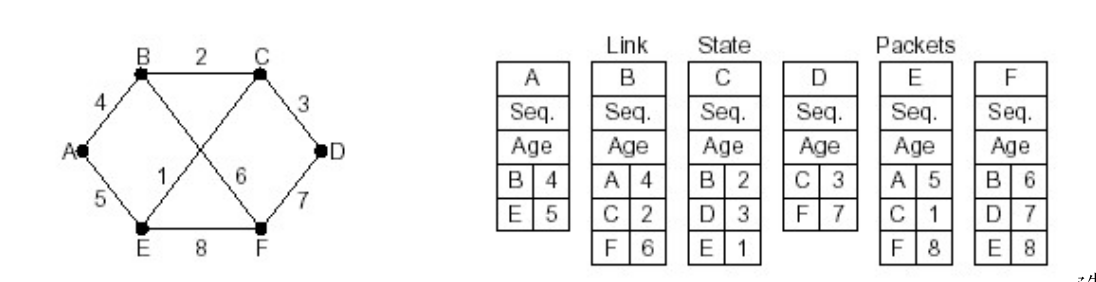 B 2 C
4 3
A D
1 6
5 7
E 8 F
Link State Packets
A B C D E F
Seq. Seq. Seq. Seq. Seq. Seq.
Age Age Age Age Age Age
B 4 A 4 B 2 C 3 A 5 B 6
E 5 C 2 D 3 F 7 C 1 D 7
F 6 E 1 F 8 E 8